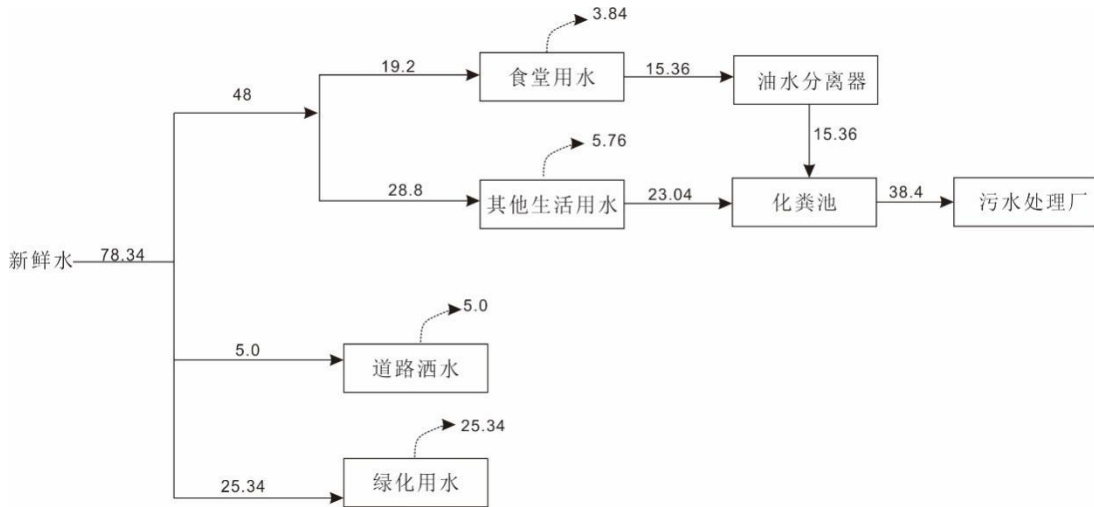 3.84
19.2
食堂用水
15.36
油水分离器
48
15.36
5.76
28.8
其他生活用水
23.04
化粪池
38.4
污水处理厂
新鲜水
78.34
5.0
5.0
道路洒水
25.34
25.34
绿化用水